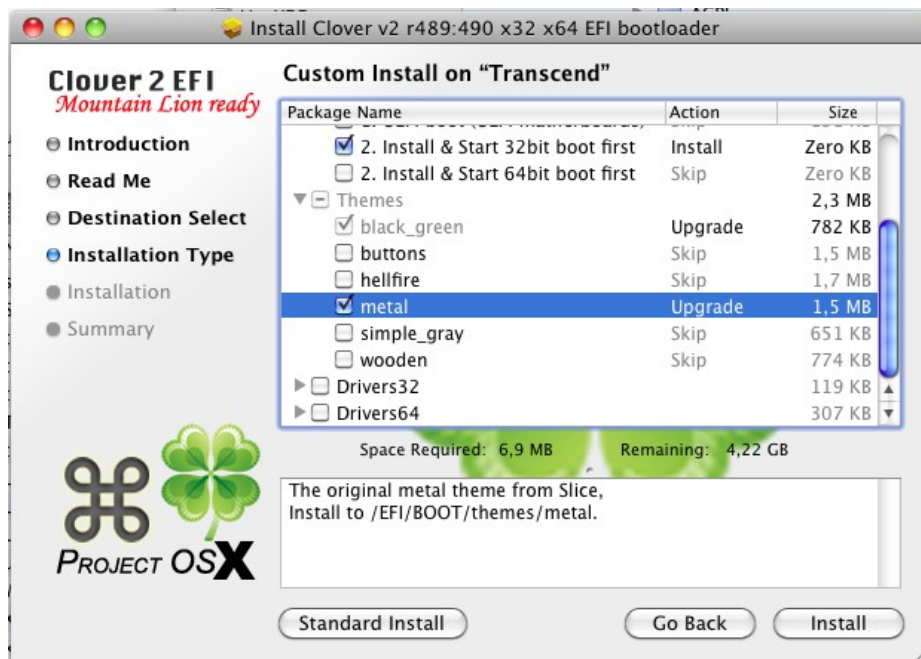 Install Clover v2 r489:490 x32 x64 EFI bootloader
Clover 2 EFI
Mountain Lion ready
Introduction
Read Me
Destination Select
Installation Type
Installation
Summary
PROJECT OSX
Custom Install on “Transcend”
Package Name Action Size
2. Install & Start 32bit boot first Install Zero KB
2. Install & Start 64bit boot first Skip Zero KB
Themes 2,3 MB
black_green Upgrade 782 KB
buttons Skip 1,5 MB
hellfire Skip 1,7 MB
metal Upgrade 1,5 MB
simple_gray Skip 651 KB
wooden Skip 774 KB
Drivers32 119 KB
Drivers64 307 KB
Space Required: 6,9 MB Remaining: 4,22 GB
The original metal theme from Slice,
Install to /EFI/BOOT/themes/metal.
Standard Install Go Back Install